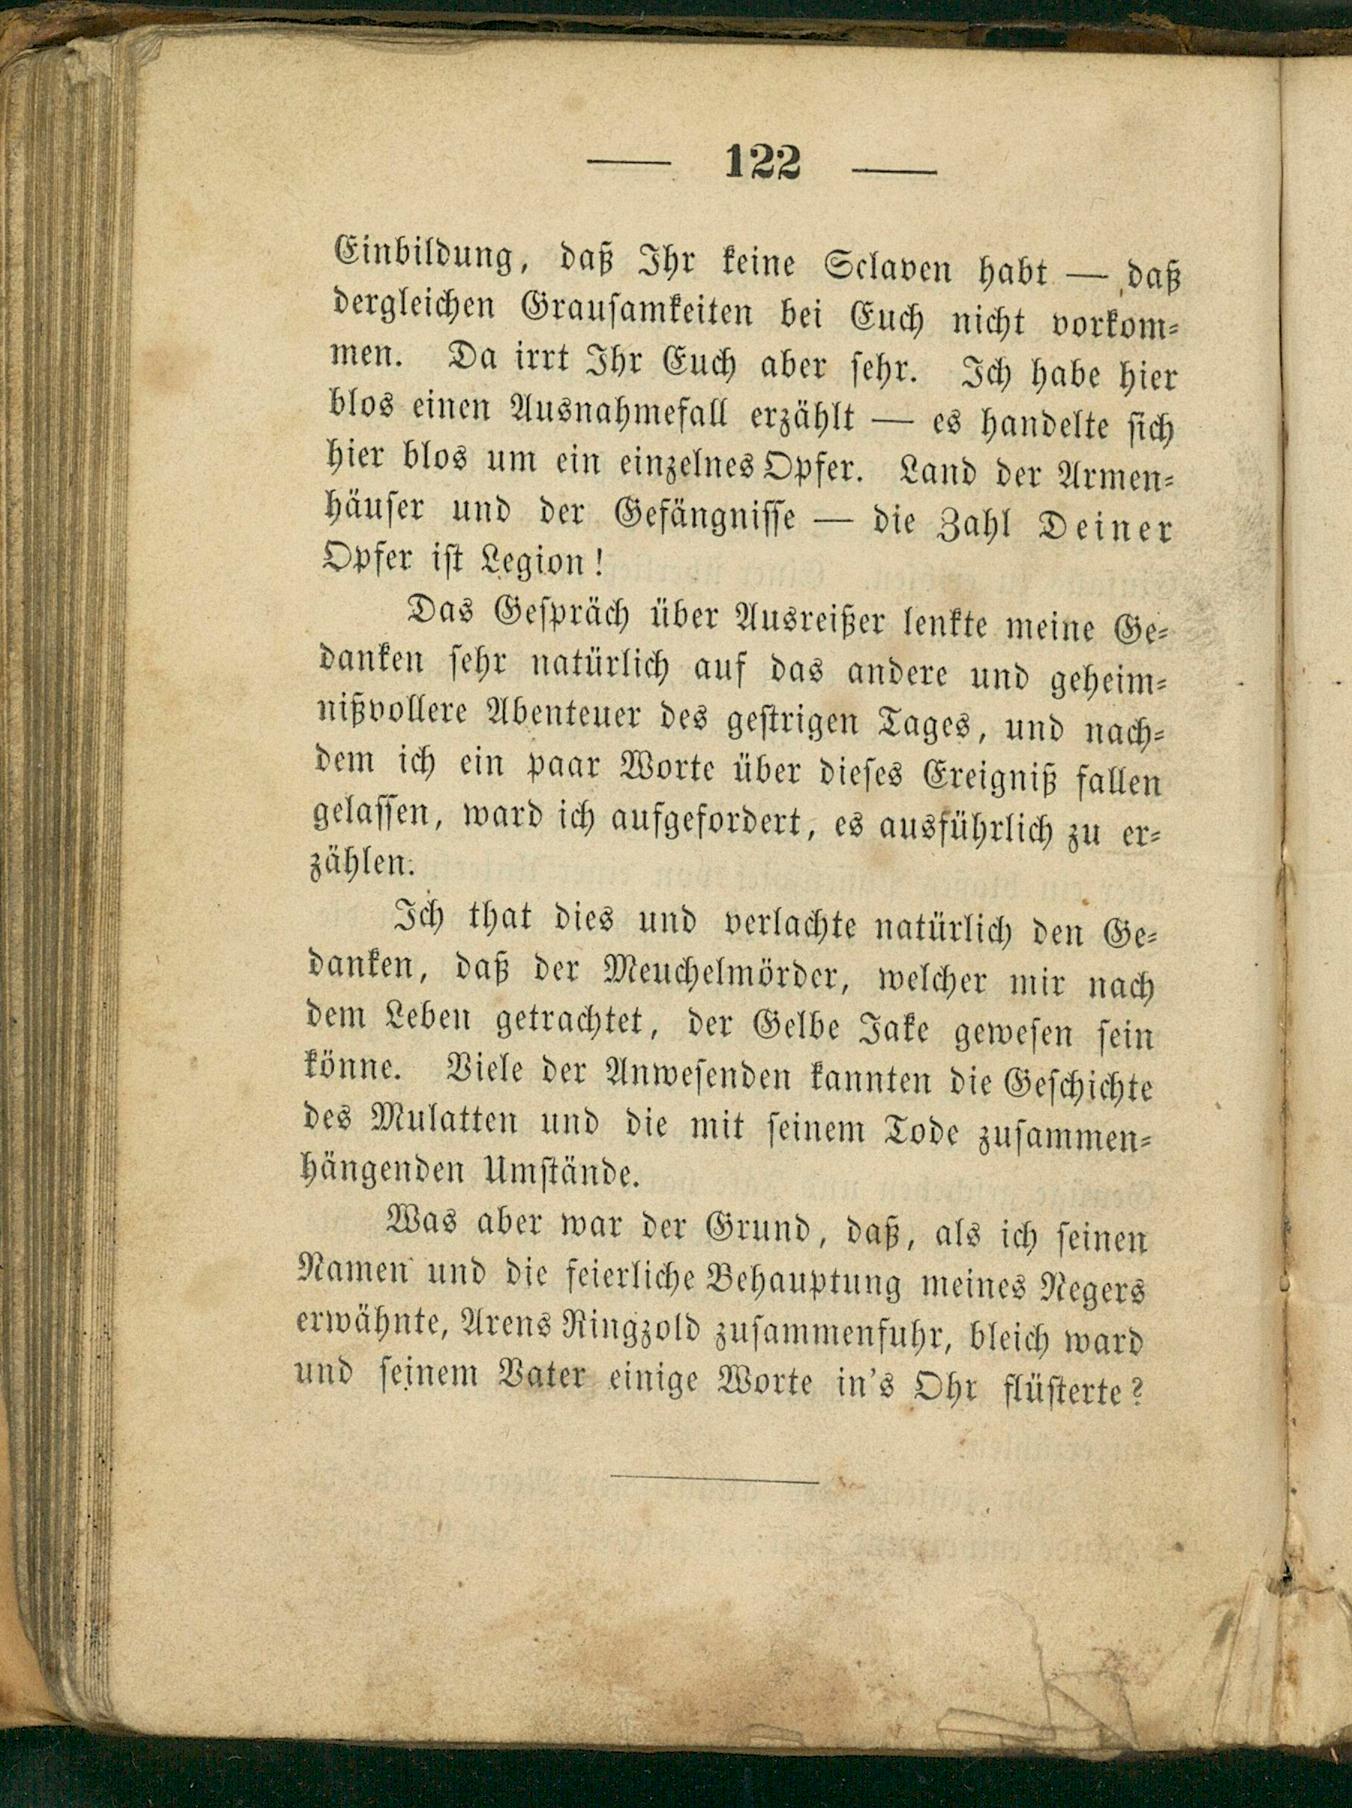 — 122 —
Einbildung, daß Ihr keine Sclaven habt — daß
dergleichen Grausamkeiten bei Euch nicht vorkom-
men. Da irrt Ihr Euch aber sehr. Ich habe hier
blos einen Ausnahmefall erzählt — es handelte sich
hier blos um ein einzelnes Opfer. Land der Armen-
häuser und der Gefängnisse — die Zahl Deiner
Opfer ist Legion!
Das Gespräch über Ausreißer lenkte meine Ge-
danken sehr natürlich auf das andere und geheim-
nißvollere Abenteuer des gestrigen Tages, und nach-
dem ich ein paar Worte über dieses Ereigniß fallen
gelassen, ward ich aufgefordert, es ausführlich zu er-
zählen.
Ich that dies und verlachte natürlich den Ge-
danken, daß der Meuchelmörder, welcher mir nach
dem Leben getrachtet, der Gelbe Jake gewesen sein
könne. Viele der Anwesenden kannten die Geschichte
des Mulatten und die mit seinem Tode zusammen-
hängenden Umstände.
Was aber war der Grund, daß, als ich seinen
Namen und die feierliche Behauptung meines Negers
erwähnte, Arens Ringzold zusammenfuhr, bleich ward
und seinem Vater einige Worte in's Ohr flüsterte?